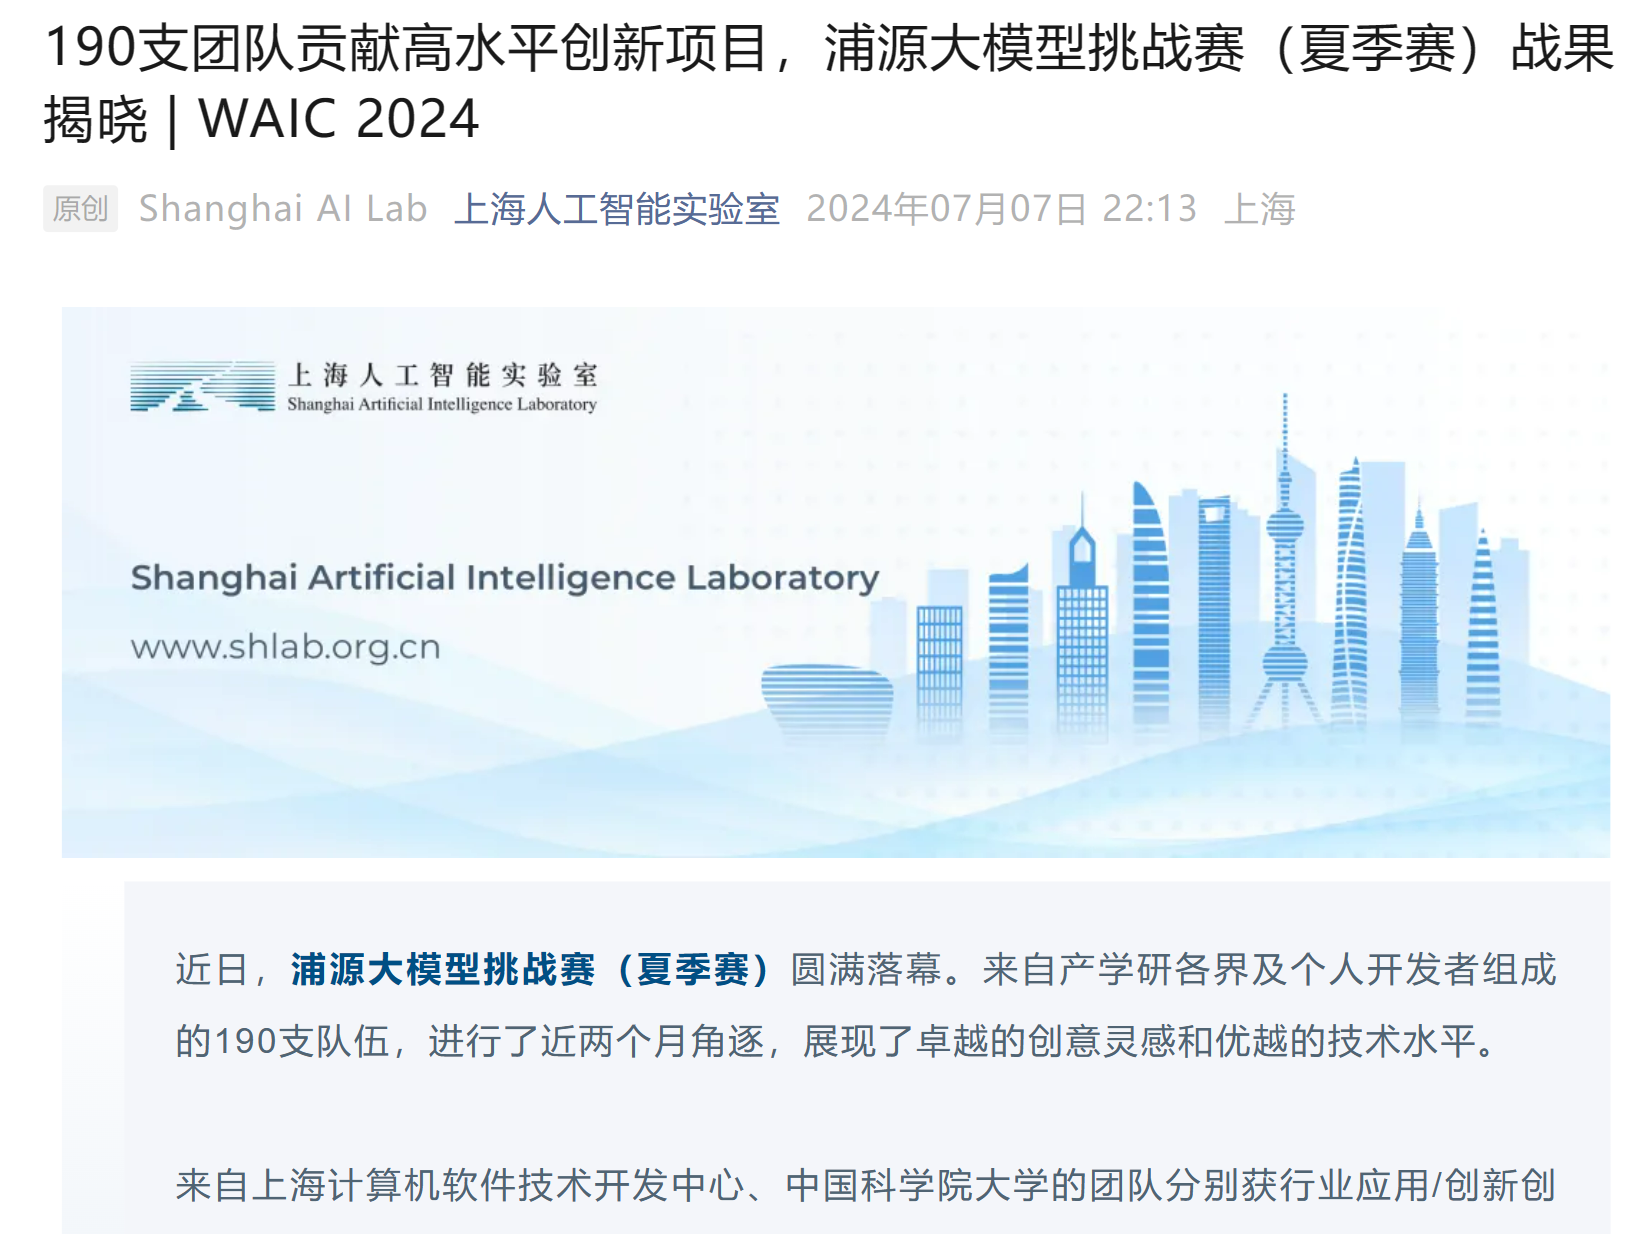 190支团队贡献高水平创新项目，浦源大模型挑战赛（夏季赛）战果
揭晓 | WAIC 2024
原创 Shanghai AI Lab 上海人工智能实验室 2024年07月07日 22:13 上海
上海人工智能实验室
Shanghai Artificial Intelligence Laboratory
Shanghai Artificial Intelligence Laboratory
www.shlab.org.cn
近日，浦源大模型挑战赛（夏季赛）圆满落幕。来自产学研各界及个人开发者组成
的190支队伍，进行了近两个月角逐，展现了卓越的创意灵感和优越的技术水平。
来自上海计算机软件技术开发中心、中国科学院大学的团队分别获行业应用/创新创